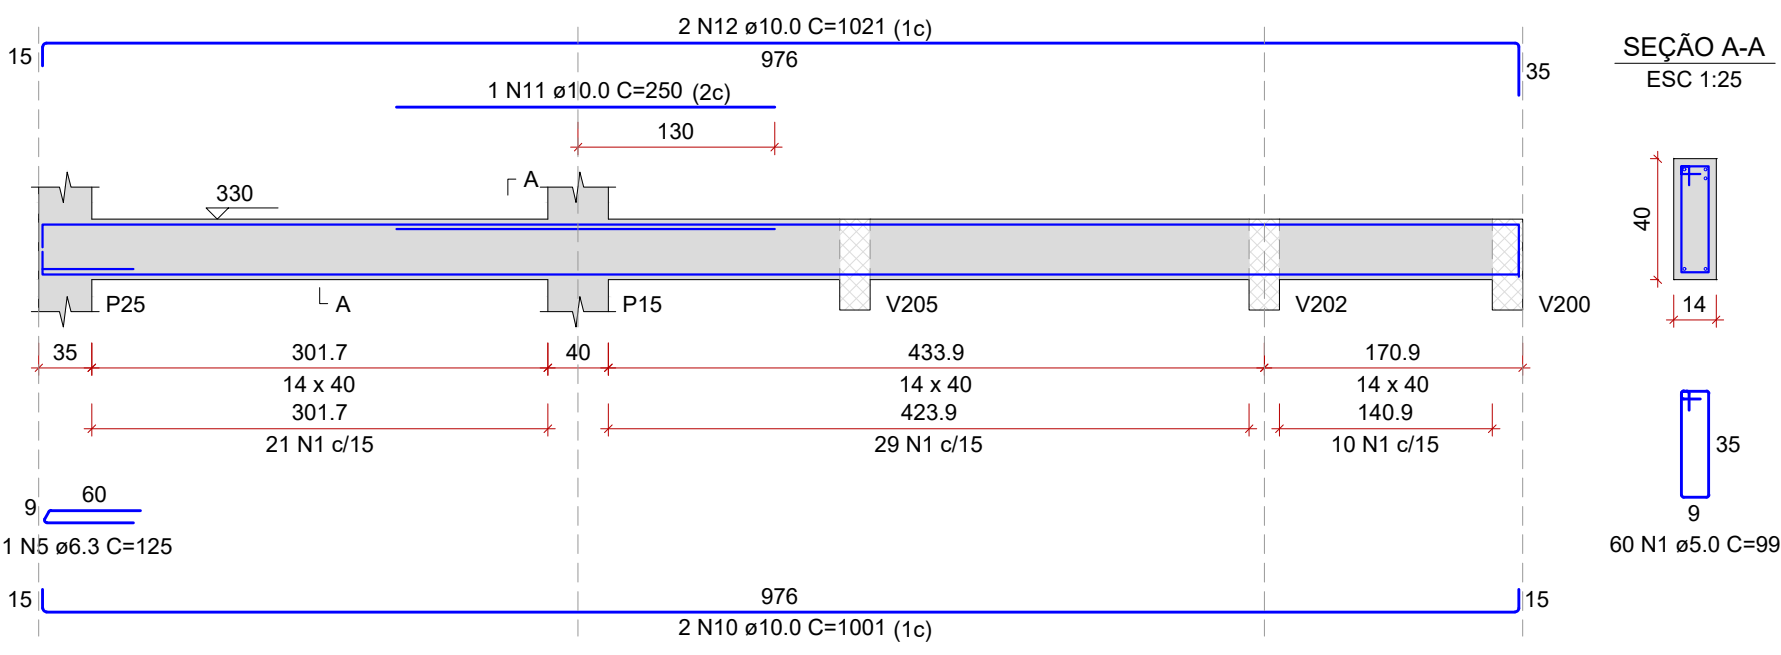 2 N12 ø10.0 C=1021 (1c)
15
976
35
SEÇÃO A-A
ESC 1:25
1 N11 ø10.0 C=250 (2c)
130
A
330
40
P25
A
P15
V205
V202
V200
14
35
301.7
40
433.9
170.9
14 x 40
14 x 40
14 x 40
301.7
423.9
140.9
21 N1 c/15
29 N1 c/15
10 N1 c/15
35
9
60 N1 ø5.0 C=99
60
9
1 N5 ø6.3 C=125
15
976
15
2 N10 ø10.0 C=1001 (1c)